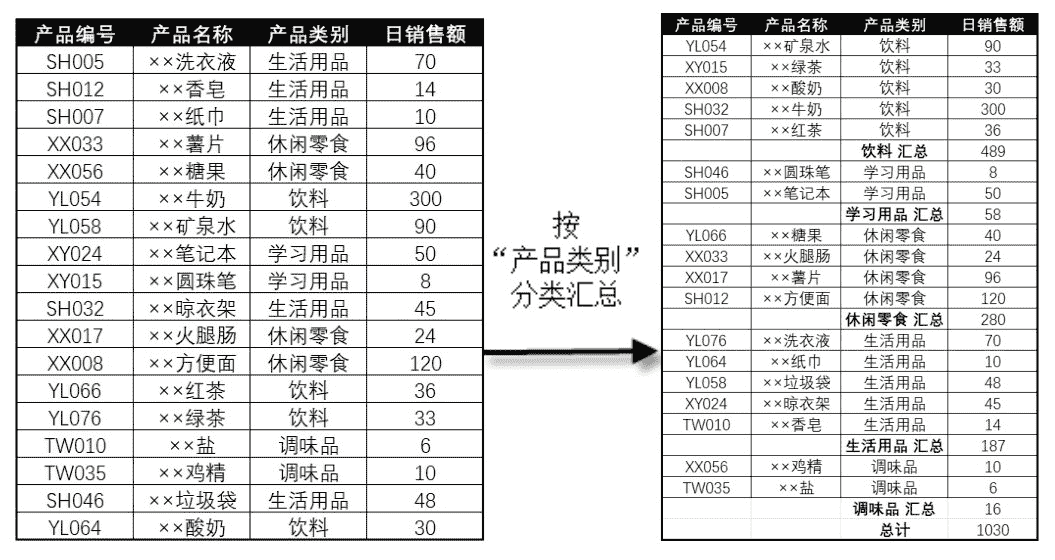 产品编号 产品名称 产品类别 日销售额
SH005 ××洗衣液 生活用品 70
SH012 ××香皂 生活用品 14
SH007 ××纸巾 生活用品 10
XX033 ××薯片 休闲零食 96
XX056 ××糖果 休闲零食 40
YL054 ××牛奶 饮料 300
YL058 ××矿泉水 饮料 90
XY024 ××笔记本 学习用品 50
XY015 ××圆珠笔 学习用品 8
SH032 ××晾衣架 生活用品 45
XX017 ××火腿肠 休闲零食 24
XX008 ××方便面 休闲零食 120
YL066 ××红茶 饮料 36
YL076 ××绿茶 饮料 33
TW010 ××盐 调味品 6
TW035 ××鸡精 调味品 10
SH046 ××垃圾袋 生活用品 48
YL064 ××酸奶 饮料 30
按
“产品类别”
分类汇总
产品编号 产品名称 产品类别 日销售额
YL054 ××矿泉水 饮料 90
XY015 ××绿茶 饮料 33
XX008 ××酸奶 饮料 30
SH032 ××牛奶 饮料 300
SH007 ××红茶 饮料 36
饮料 汇总 489
SH046 ××圆珠笔 学习用品 8
SH005 ××笔记本 学习用品 50
学习用品 汇总 58
YL066 ××糖果 休闲零食 40
XX033 ××火腿肠 休闲零食 24
XX017 ××薯片 休闲零食 96
SH012 ××方便面 休闲零食 120
休闲零食 汇总 280
YL076 ××洗衣液 生活用品 70
YL064 ××纸巾 生活用品 10
YL058 ××垃圾袋 生活用品 48
XY024 ××晾衣架 生活用品 45
TW010 ××香皂 生活用品 14
生活用品 汇总 187
XX056 ××鸡精 调味品 10
TW035 ××盐 调味品 6
调味品 汇总 16
总计 1030